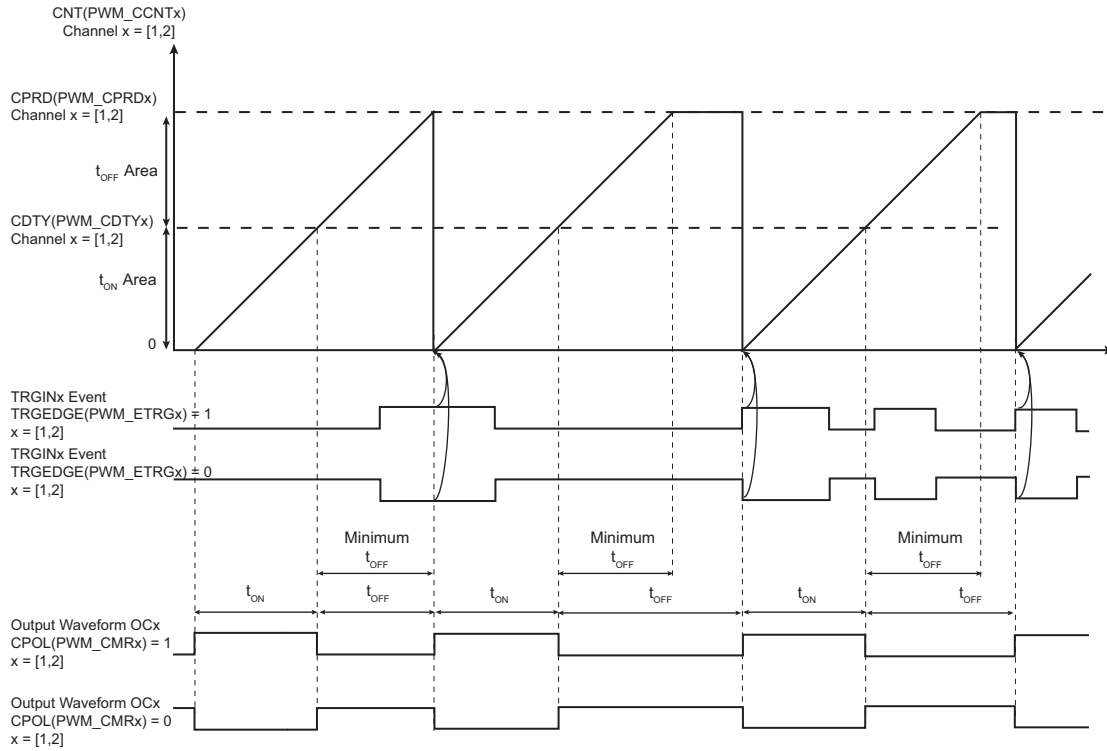 CNT(PWM_CCNTx)
Channel x = [1,2]
CPRD(PWM_CPRDx)
Channel x = [1,2]
tOFF Area
CDTY(PWM_CDTYx)
Channel x = [1,2]
tON Area
0
TRGINx Event
TRGEDGE(PWM_ETRGx) = 1
x = [1,2]
TRGINx Event
TRGEDGE(PWM_ETRGx) = 0
x = [1,2]
Minimum Minimum Minimum
tOFF tOFF tOFF
tON tOFF tON tOFF tON tOFF
Output Waveform OCx
CPOL(PWM_CMRx) = 1
x = [1,2]
Output Waveform OCx
CPOL(PWM_CMRx) = 0
x = [1,2]